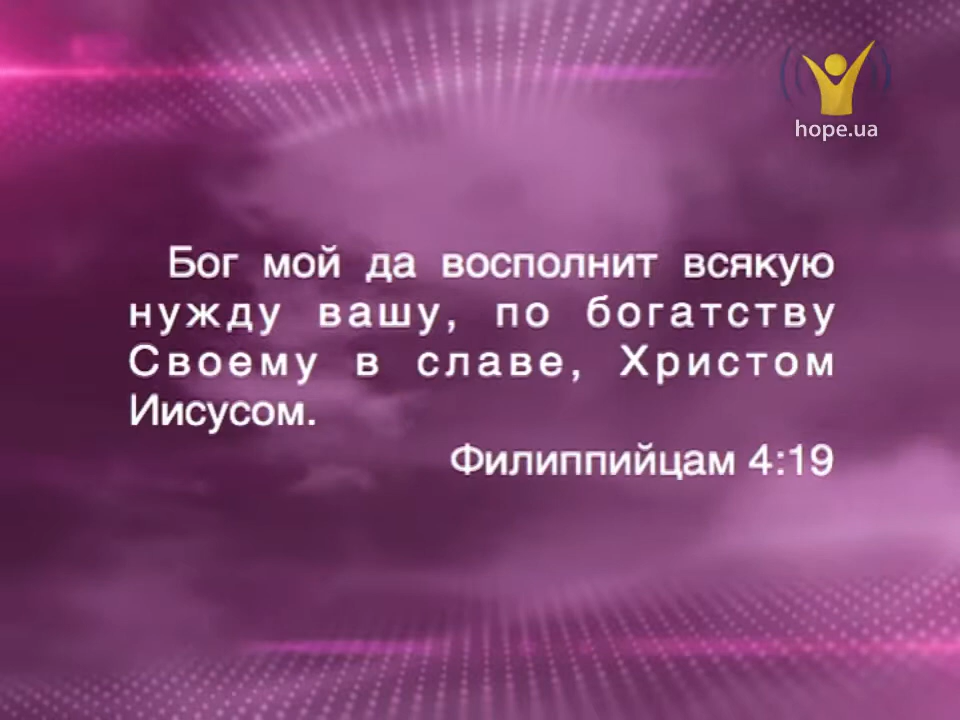 hope.ua
Бог мой да восполнит всякую
нужду вашу, по богатству
Своему в славе, Христом
Иисусом.
Филиппийцам 4:19